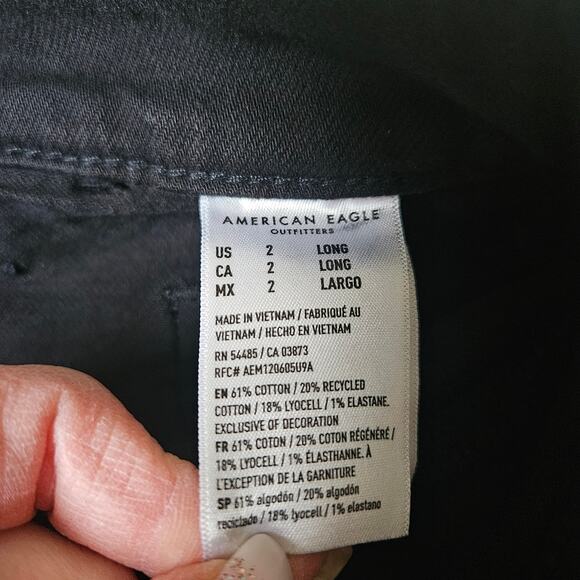 AMERICAN EAGLE
OUTFITTERS
US 2 LONG
CA 2 LONG
MX 2 LARGO
MADE IN VIETNAM / FABRIQUÉ AU
VIETNAM / HECHO EN VIETNAM
RN 54485 / CA 03873
RFC# AEM120605U9A
EN 61% COTTON / 20% RECYCLED
COTTON / 18% LYOCELL / 1% ELASTANE.
EXCLUSIVE OF DECORATION
FR 61% COTON / 20% COTON RÉGÉNÉRÉ /
18% LYOCELL / 1% ÉLASTHANNE. À
L'EXCEPTION DE LA GARNITURE
SP 61% algodón / 20% algodón
reciclado / 18% lyocell / 1% elastano